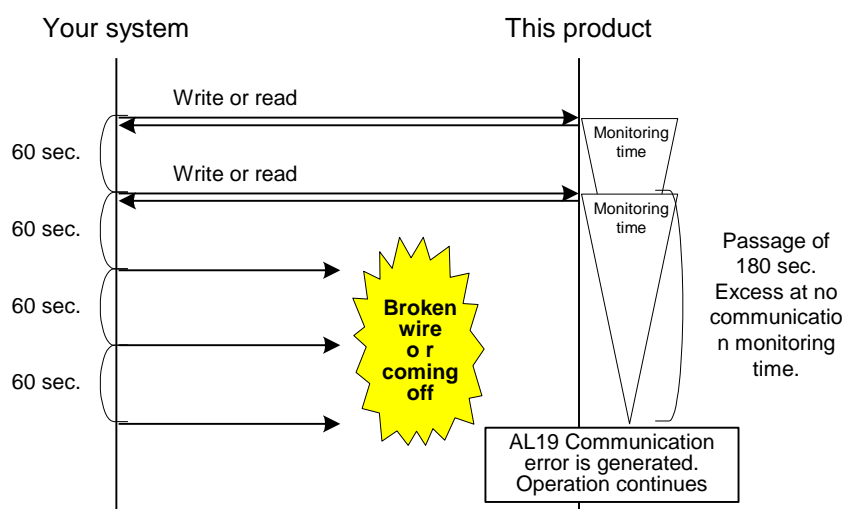 Your system
This product
Write or read
Monitoring
time
60 sec.
Write or read
Monitoring
time
60 sec.
Passage of
180 sec.
Excess at no
communicatio
n monitoring
time.
Broken
wire
o r
coming
off
60 sec.
60 sec.
AL19 Communication
error is generated.
Operation continues